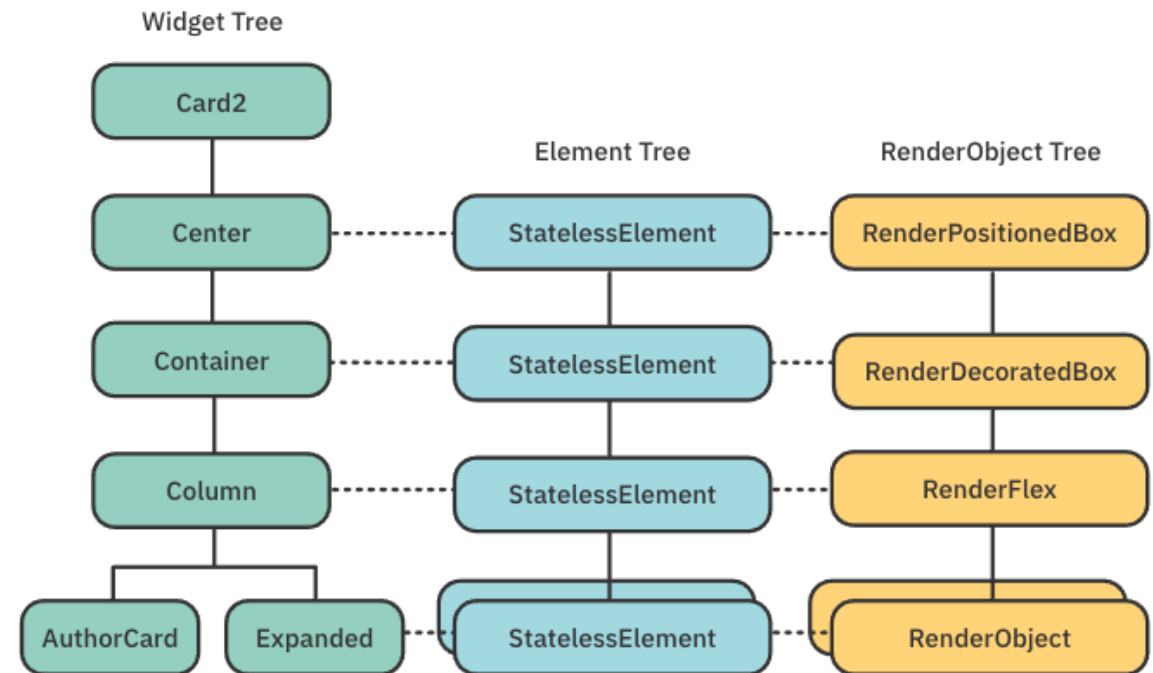 Widget Tree
Card2
Element Tree
RenderObject Tree
Center
StatelessElement
RenderPositionedBox
Container
StatelessElement
RenderDecoratedBox
Column
StatelessElement
RenderFlex
AuthorCard
Expanded
StatelessElement
RenderObject